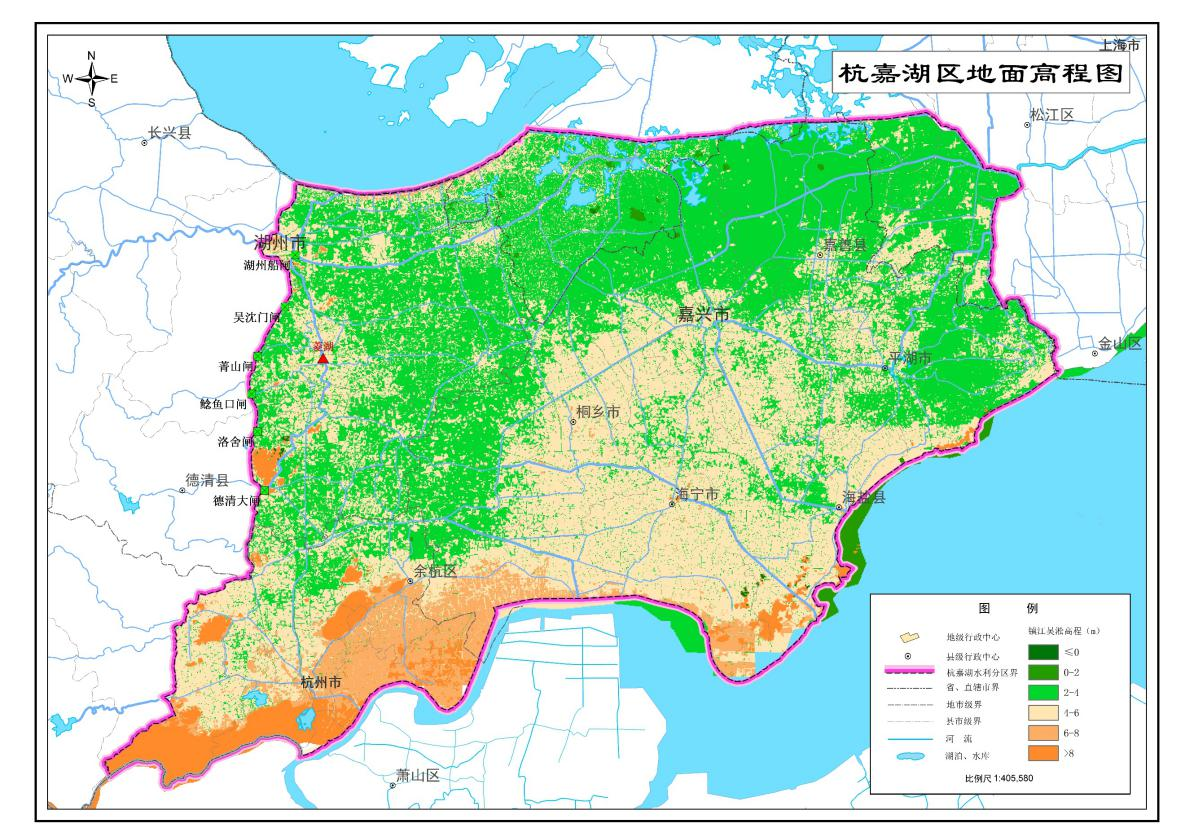 上海市
杭嘉湖区地面高程图
N
W E
S
松江区
长兴县
湖州市
嘉善县
湖州船闸
吴沈门闸
嘉兴市
菱湖
金山区
菁山闸
平湖市
鲶鱼口闸
桐乡市
洛舍闸
德清县
海宁市
海盐县
德清大闸
余杭区
杭州市
萧山区
图 例
地级行政中心
县级行政中心
杭嘉湖水利分区界
省、直辖市界
地市级界
县市级界
河 流
湖泊、水库
镇江吴淞高程（m）
≤0
0-2
2-4
4-6
6-8
>8
比例尺 1:405,580